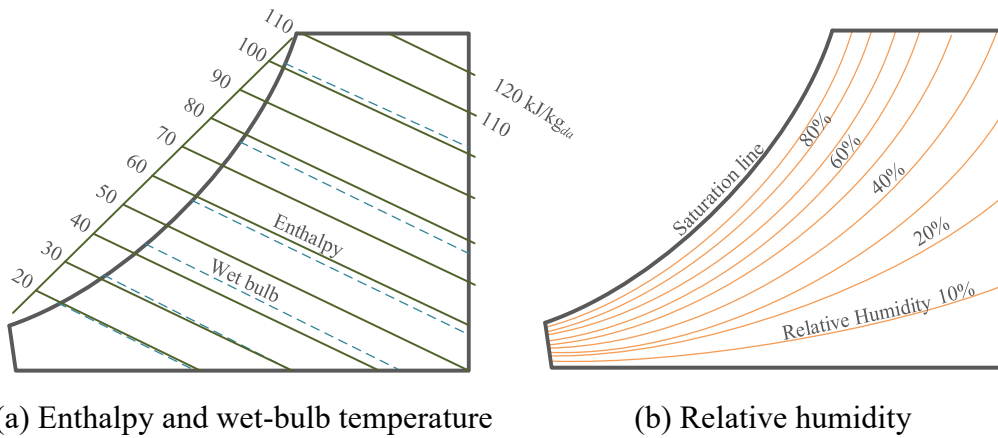 110
100
90
80
70
60
50
40
30
20
120 kJ/kgda
110
Enthalpy
Wet bulb
Saturation line
80%
60%
40%
20%
Relative Humidity 10%
(a) Enthalpy and wet-bulb temperature
(b) Relative humidity